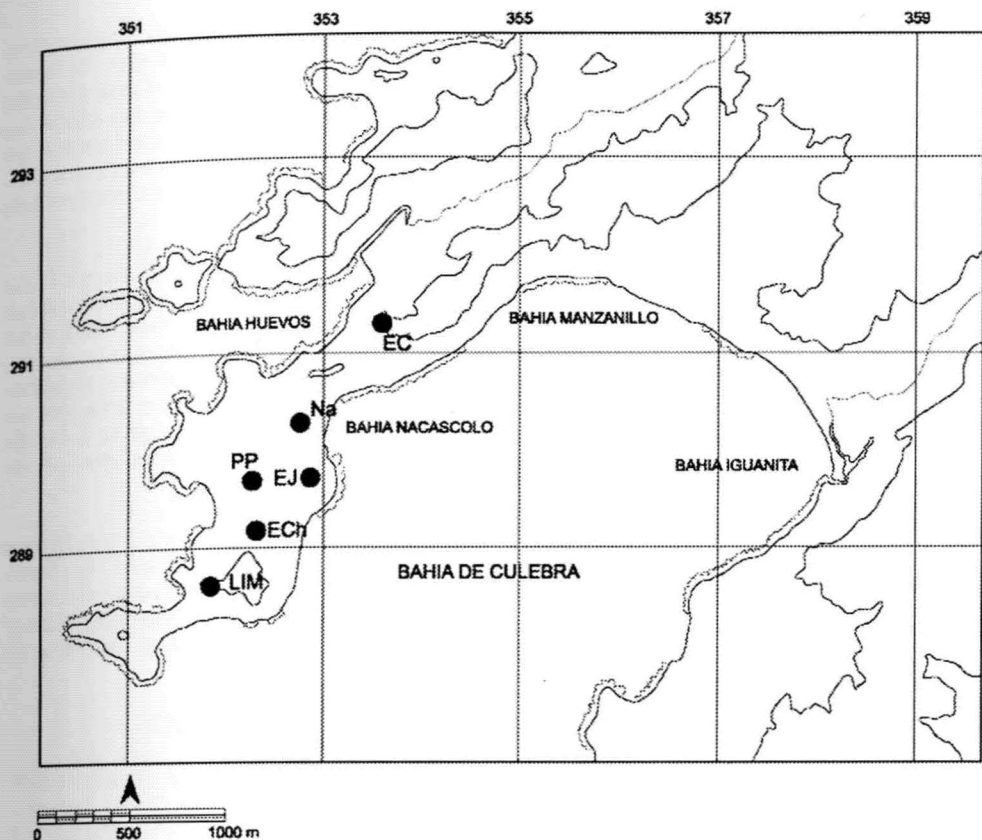 351 353 355 357 359
293
BAHIA HUEVOS
BAHIA MANZANILLO
EC
291
Na
BAHIA NACASCOLO
PP
EJ
BAHIA IGUANITA
ECh
289
BAHIA DE CULEBRA
LIM
0 500 1000 m